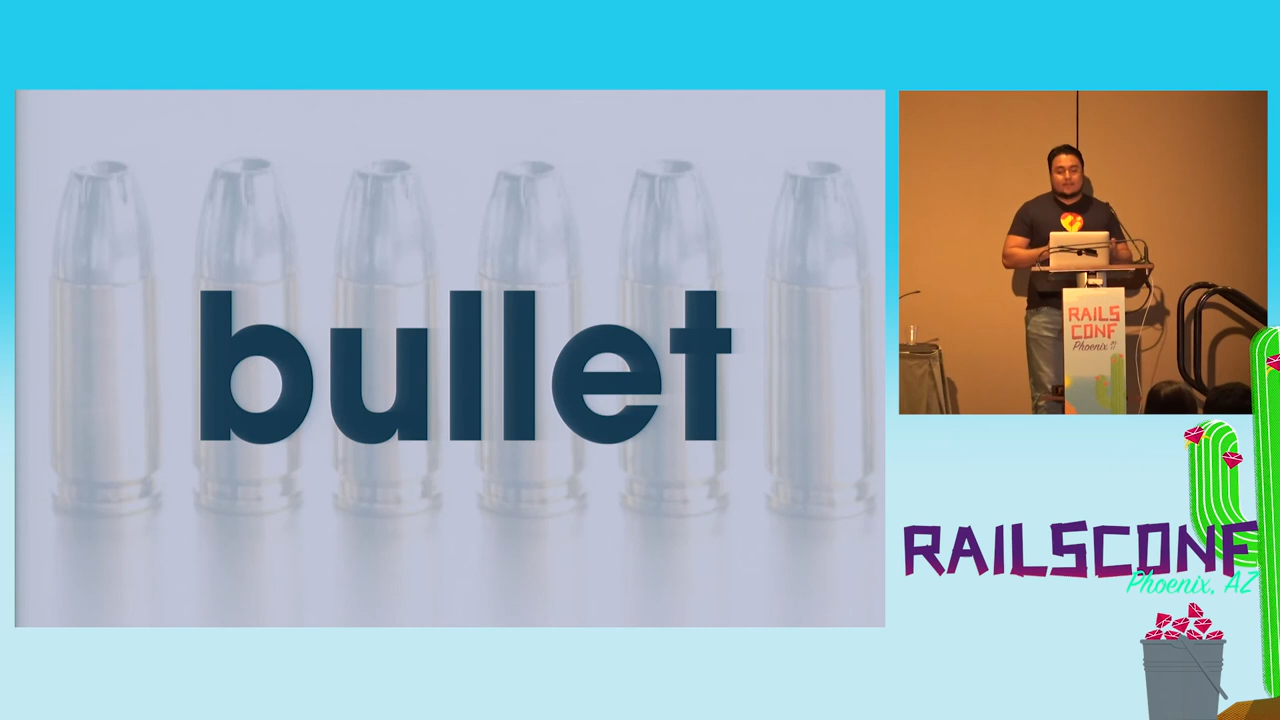 bullet
RAILS
CONF
Phoenix
RAILSCONF
Phoenix, AZ